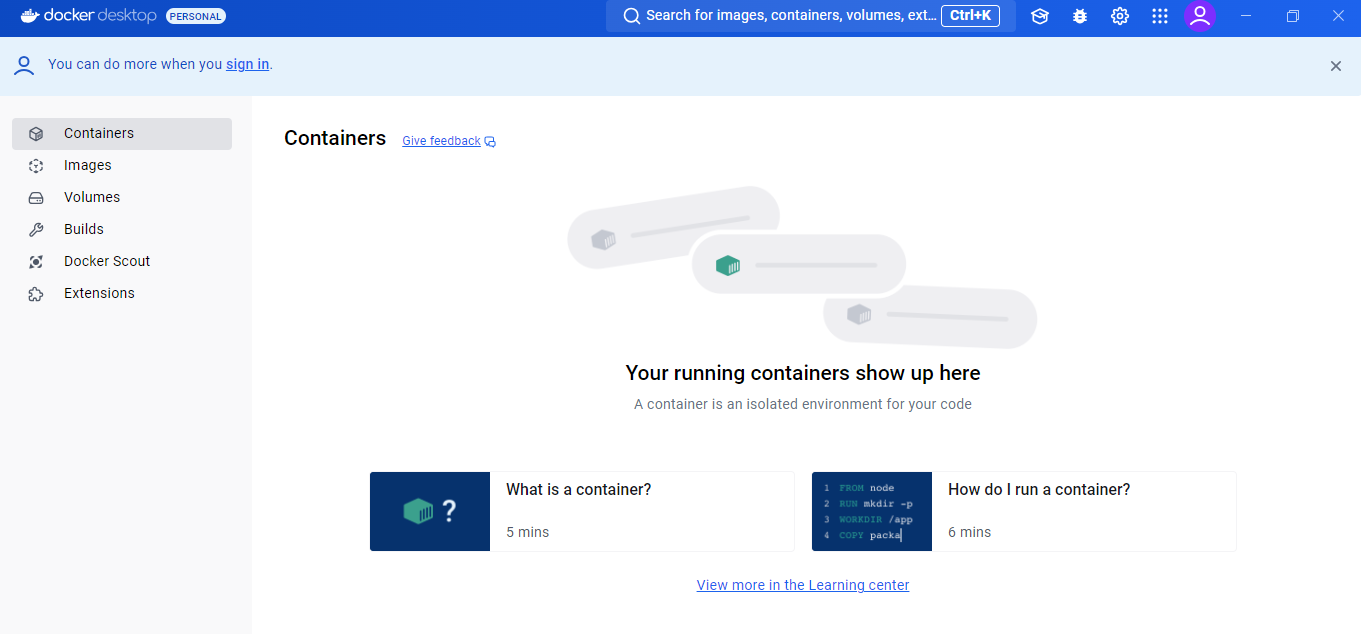 docker desktop PERSONAL
Search for images, containers, volumes, ext... Ctrl+K
You can do more when you sign in.
Containers
Images
Volumes
Builds
Docker Scout
Extensions
Containers Give feedback
Your running containers show up here
A container is an isolated environment for your code
?
What is a container?
5 mins
1 FROM node
2 RUN mkdir -p
3 WORKDIR /app
4 COPY packa
How do I run a container?
6 mins
View more in the Learning center